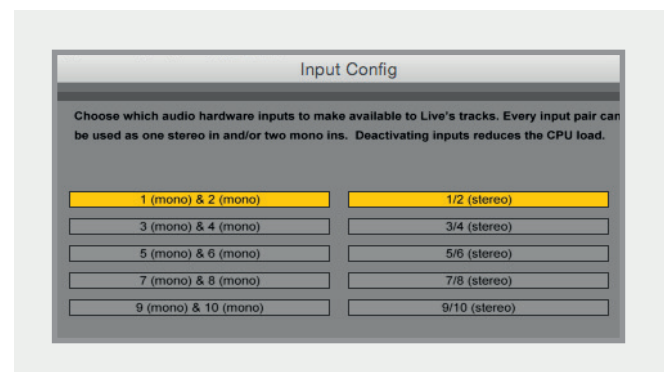 Input Config
Choose which audio hardware inputs to make available to Live's tracks. Every input pair can
be used as one stereo in and/or two mono ins. Deactivating inputs reduces the CPU load.
1 (mono) & 2 (mono)
1/2 (stereo)
3 (mono) & 4 (mono)
3/4 (stereo)
5 (mono) & 6 (mono)
5/6 (stereo)
7 (mono) & 8 (mono)
7/8 (stereo)
9 (mono) & 10 (mono)
9/10 (stereo)